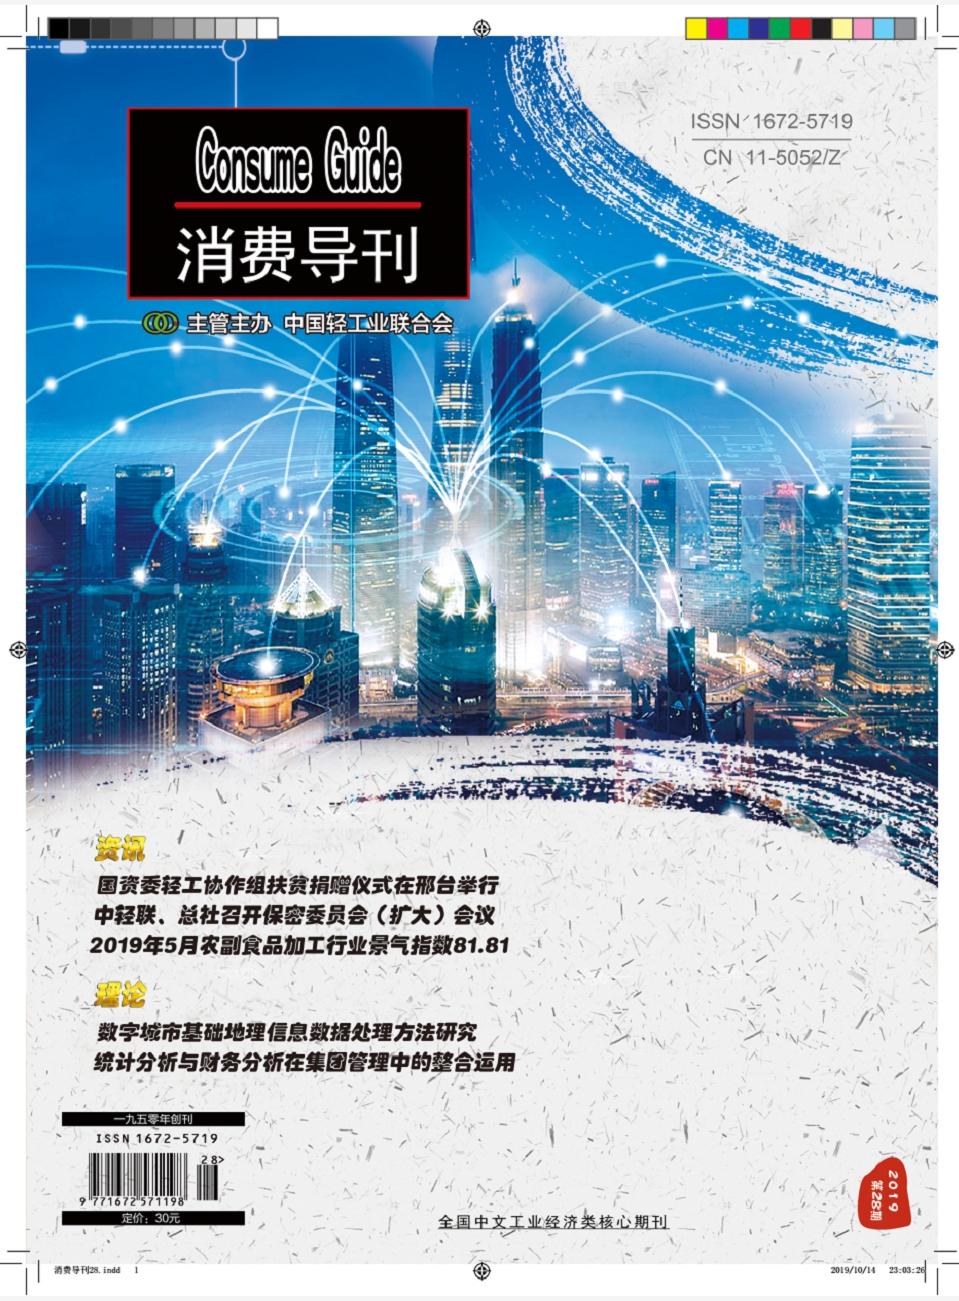 ISSN 1672-5719
CN 11-5052/Z
Consume Guide
消费导刊
主管主办 中国轻工业联合会
资讯
国资委轻工协作组扶贫捐赠仪式在邢台举行
中轻联、总社召开保密委员会（扩大）会议
2019年5月农副食品加工行业景气指数81.81
理论
数字城市基础地理信息数据处理方法研究
统计分析与财务分析在集团管理中的整合运用
一九五零年创刊
ISSN 1672-5719
28>
9 771672 571198
定价：30元
全国中文工业经济类核心期刊
2019
第28期
消费导刊28.indd 1
2019/10/14 23:03:26